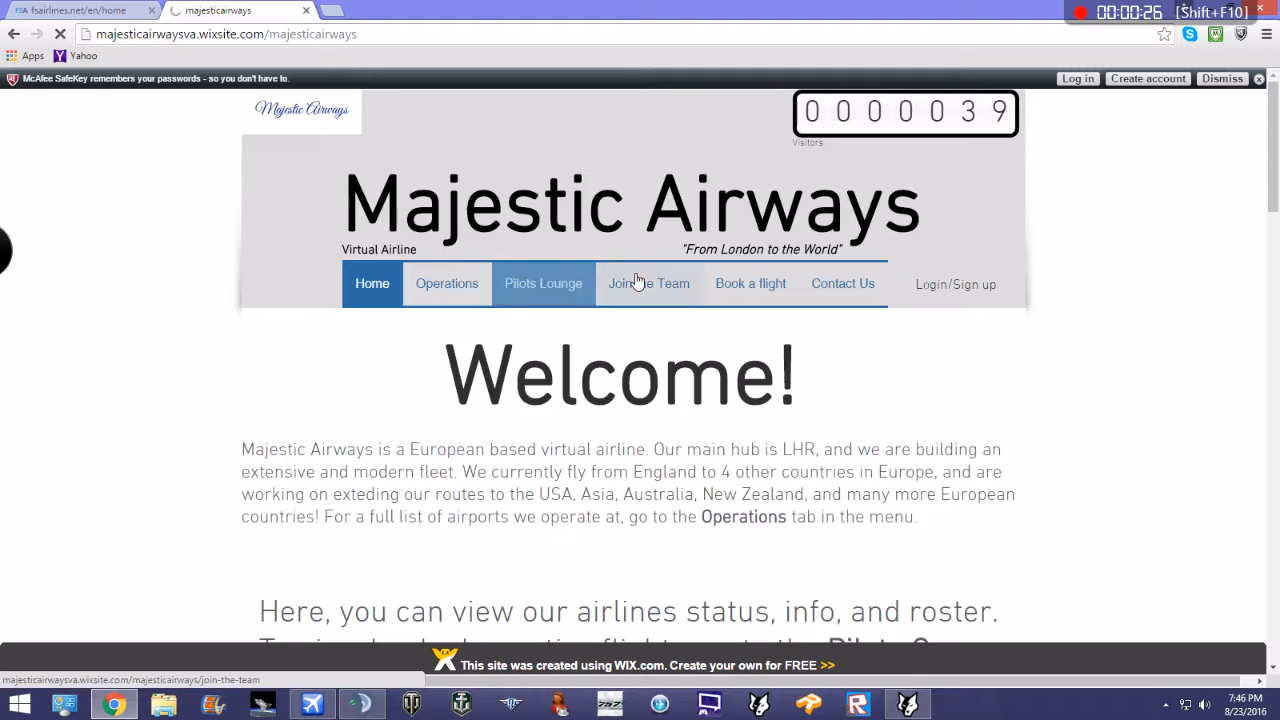 FSA fsairlines.net/en/home
majesticairways
00:00:26 [Shift+F10]
majesticairwaysva.wixsite.com/majesticairways
Apps Yahoo
McAfee SafeKey remembers your passwords - so you don't have to.
Log in Create account Dismiss
Majestic Airways
0 0 0 0 0 3 9
Visitors
Majestic Airways
Virtual Airline "From London to the World"
Home Operations Pilots Lounge Join Team Book a flight Contact Us Login/Sign up
Welcome!
Majestic Airways is a European based virtual airline. Our main hub is LHR, and we are building an
extensive and modern fleet. We currently fly from England to 4 other countries in Europe, and are
working on exteding our routes to the USA, Asia, Australia, New Zealand, and many more European
countries! For a full list of airports we operate at, go to the Operations tab in the menu.
Here, you can view our airlines status, info, and roster.
This site was created using WIX.com. Create your own for FREE >>
majesticairwaysva.wixsite.com/majesticairways/join-the-team
7:46 PM
8/23/2016